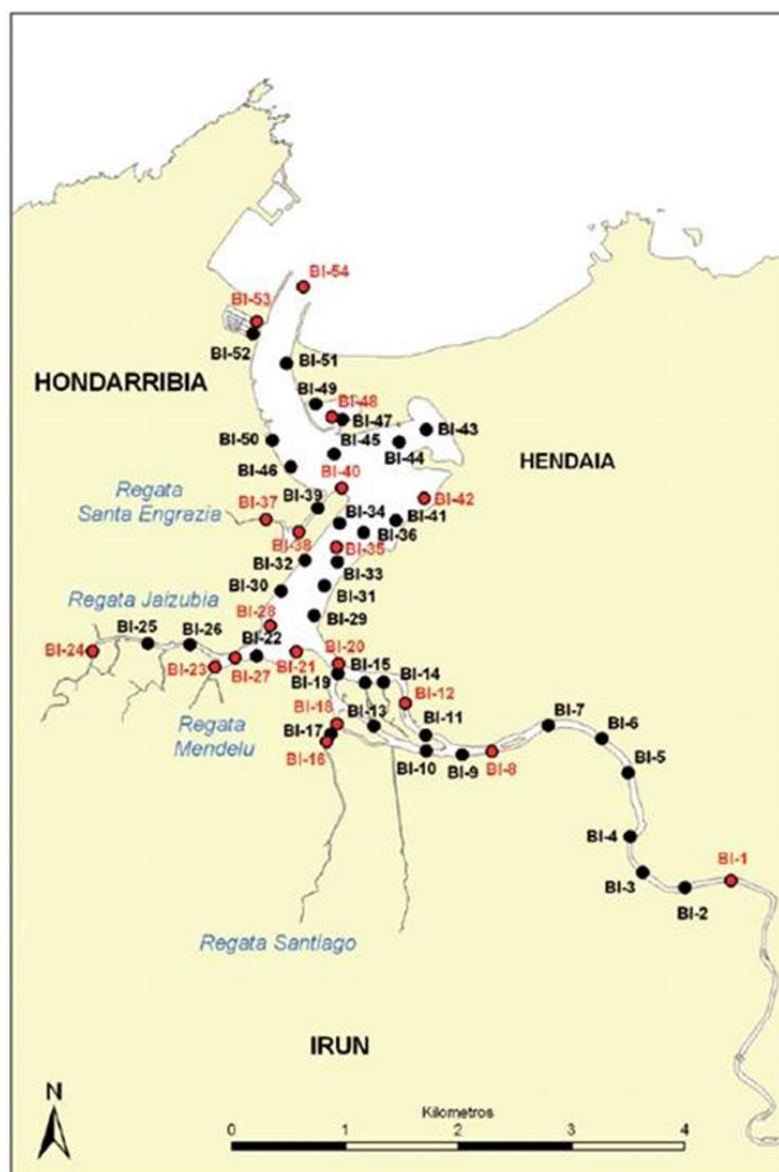 BI-54
BI-53
BI-52
BI-51
HONDARRIBIA
BI-49
BI-48
BI-47
BI-43
BI-50
BI-45
BI-44
HENDAIA
BI-46
BI-40
Regata
Santa Engrazia
BI-37
BI-39
BI-42
BI-34
BI-41
BI-38
BI-36
BI-35
BI-32
BI-33
BI-30
BI-31
Regata Jaizubia
BI-28
BI-29
BI-25
BI-26
BI-22
BI-24
BI-20
BI-23
BI-27
BI-21
BI-15
BI-14
BI-19
BI-12
Regata
Mendelu
BI-18
BI-13
BI-11
BI-7
BI-6
BI-17
BI-16
BI-10
BI-9
BI-8
BI-5
BI-4
BI-1
BI-3
BI-2
Regata Santiago
IRUN
N
Kilometros
0 1 2 3 4